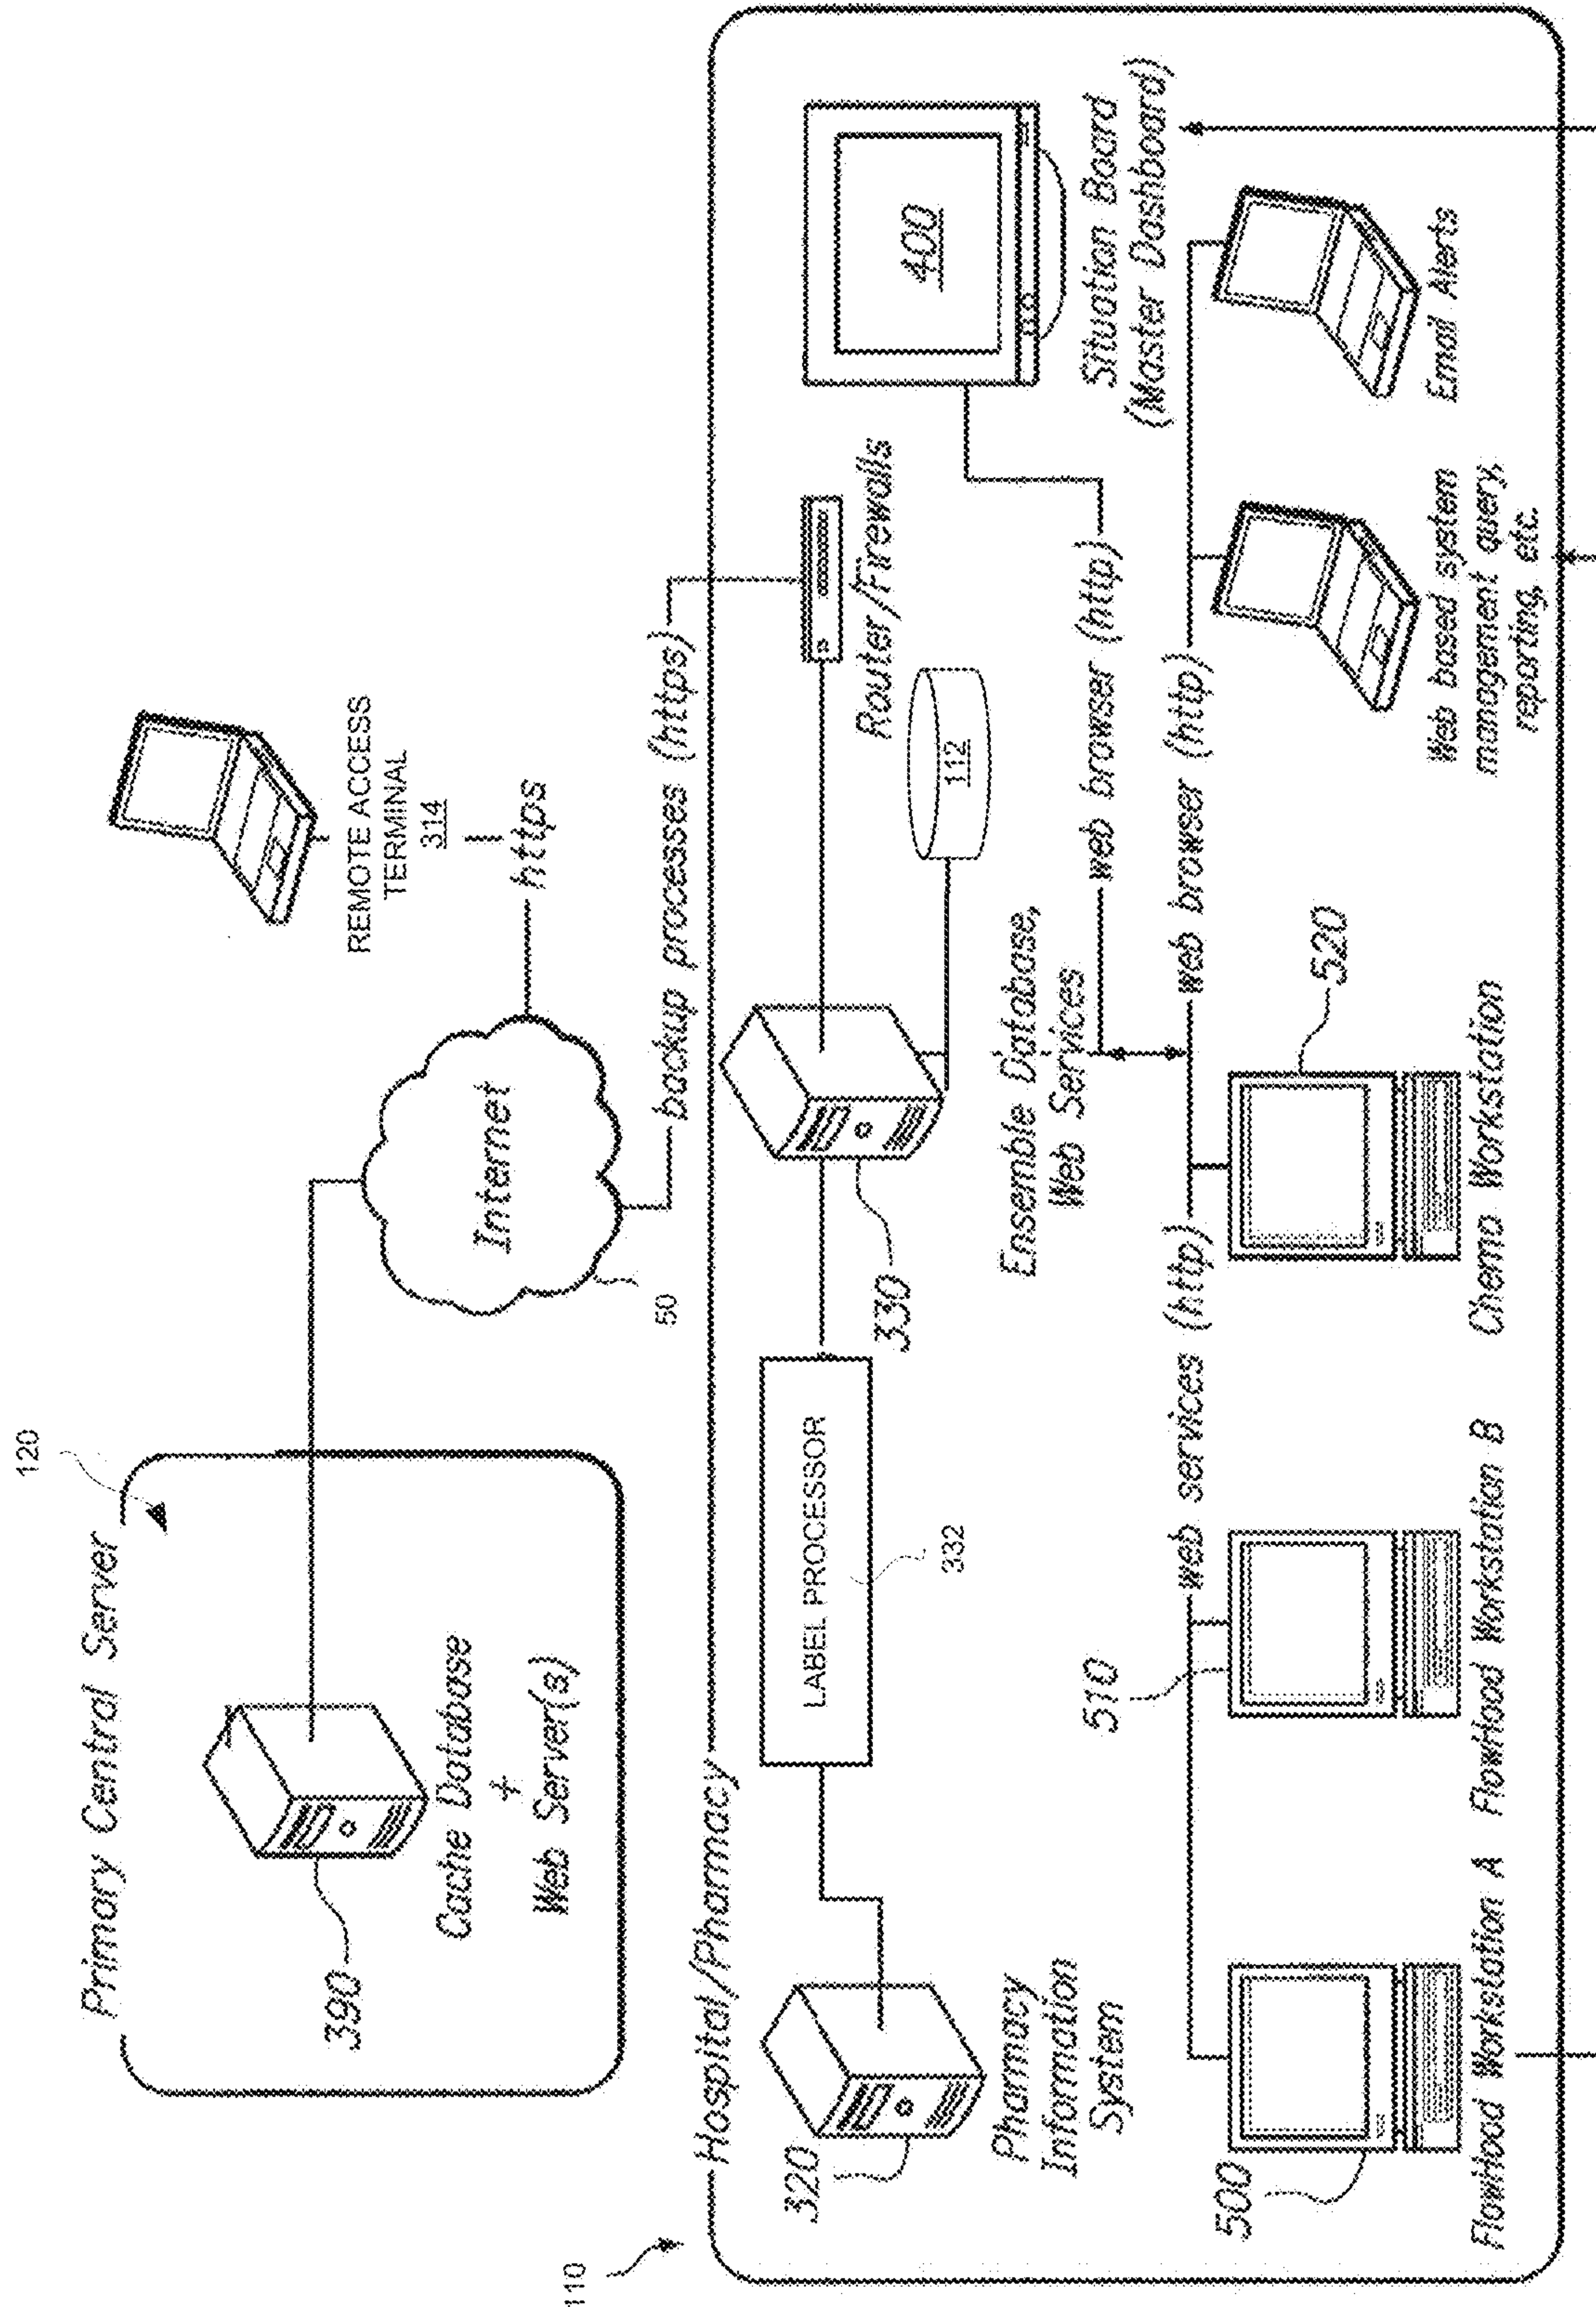 120
Primary Central Server
390
Cache Database
+
Web Server(s)
Internet
50
REMOTE ACCESS
TERMINAL
314
https
backup processes (https)
110
Hospital/Pharmacy
320
Pharmacy
Information
System
LABEL PROCESSOR
332
330
Ensemble Database,
Web Services
112
Router/Firewalls
400
Situation Board
(Master Dashboard)
web browser (http)
web services (http)
web browser (http)
500
Flowhood Workstation A
510
Flowhood Workstation B
520
Chemo Workstation
Web based system
management query,
reporting, etc.
Email Alerts